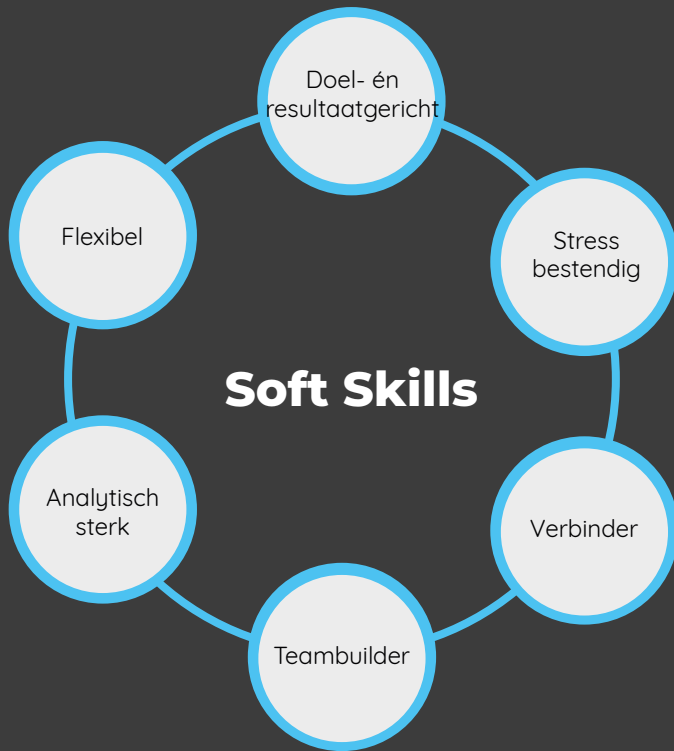 Doel- én
resultaatgericht
Flexibel
Stress
bestendig
Soft Skills
Analytisch
sterk
Verbinder
Teambuilder